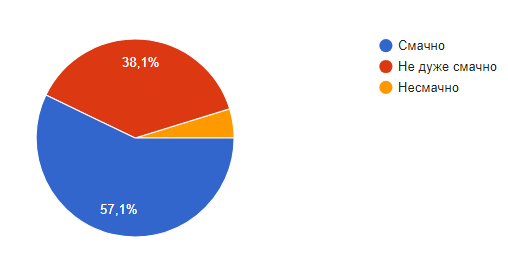 38,1%
57,1%
Смачно
Не дуже смачно
Несмачно